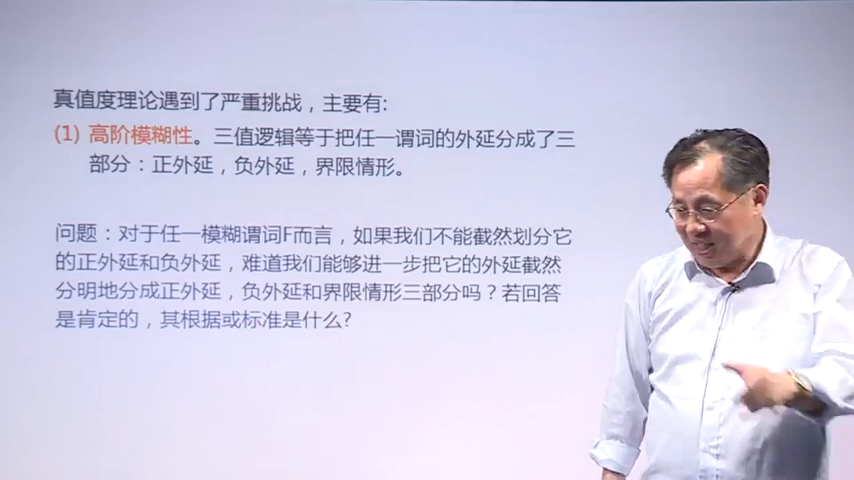 真值度理论遇到了严重挑战，主要有:
(1) 高阶模糊性。三值逻辑等于把任一谓词的外延分成了三
部分：正外延，负外延，界限情形。
问题：对于任一模糊谓词F而言，如果我们不能截然划分它
的正外延和负外延，难道我们能够进一步把它的外延截然
分明地分成正外延，负外延和界限情形三部分吗？若回答
是肯定的，其根据或标准是什么?